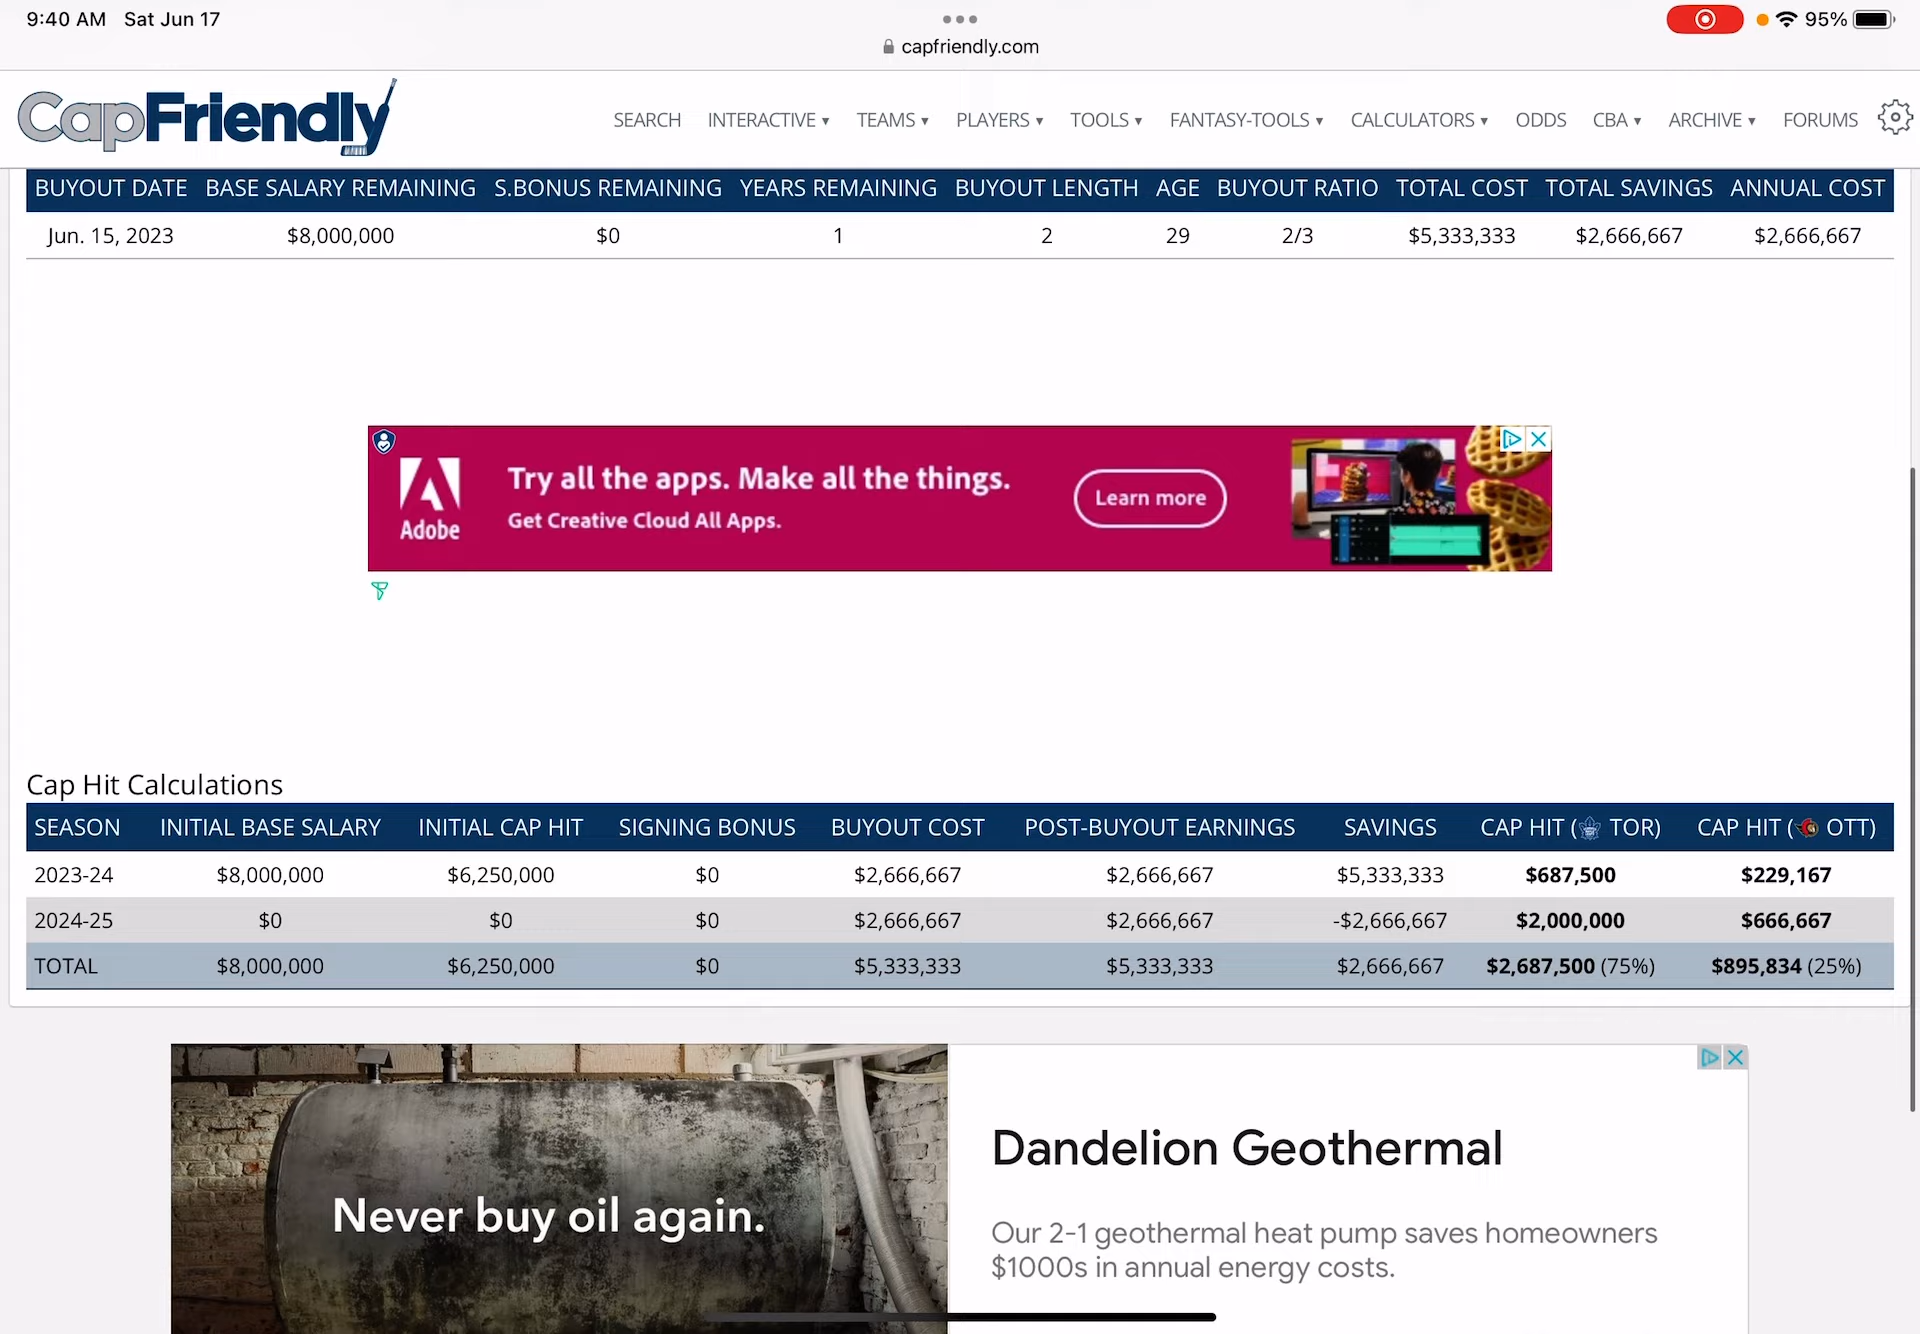 9:40 AM Sat Jun 17
95%
capfriendly.com
CapFriendly
SEARCH INTERACTIVE ▾ TEAMS ▾ PLAYERS ▾ TOOLS ▾ FANTASY-TOOLS ▾ CALCULATORS ▾ ODDS CBA ▾ ARCHIVE ▾ FORUMS
BUYOUT DATE BASE SALARY REMAINING S.BONUS REMAINING YEARS REMAINING BUYOUT LENGTH AGE BUYOUT RATIO TOTAL COST TOTAL SAVINGS ANNUAL COST
Jun. 15, 2023 $8,000,000 $0 1 2 29 2/3 $5,333,333 $2,666,667 $2,666,667
Adobe
Try all the apps. Make all the things.
Get Creative Cloud All Apps.
Learn more
Cap Hit Calculations
SEASON INITIAL BASE SALARY INITIAL CAP HIT SIGNING BONUS BUYOUT COST POST-BUYOUT EARNINGS SAVINGS CAP HIT ( TOR) CAP HIT ( OTT)
2023-24 $8,000,000 $6,250,000 $0 $2,666,667 $2,666,667 $5,333,333 $687,500 $229,167
2024-25 $0 $0 $0 $2,666,667 $2,666,667 -$2,666,667 $2,000,000 $666,667
TOTAL $8,000,000 $6,250,000 $0 $5,333,333 $5,333,333 $2,666,667 $2,687,500 (75%) $895,834 (25%)
Never buy oil again.
Dandelion Geothermal
Our 2-1 geothermal heat pump saves homeowners
$1000s in annual energy costs.